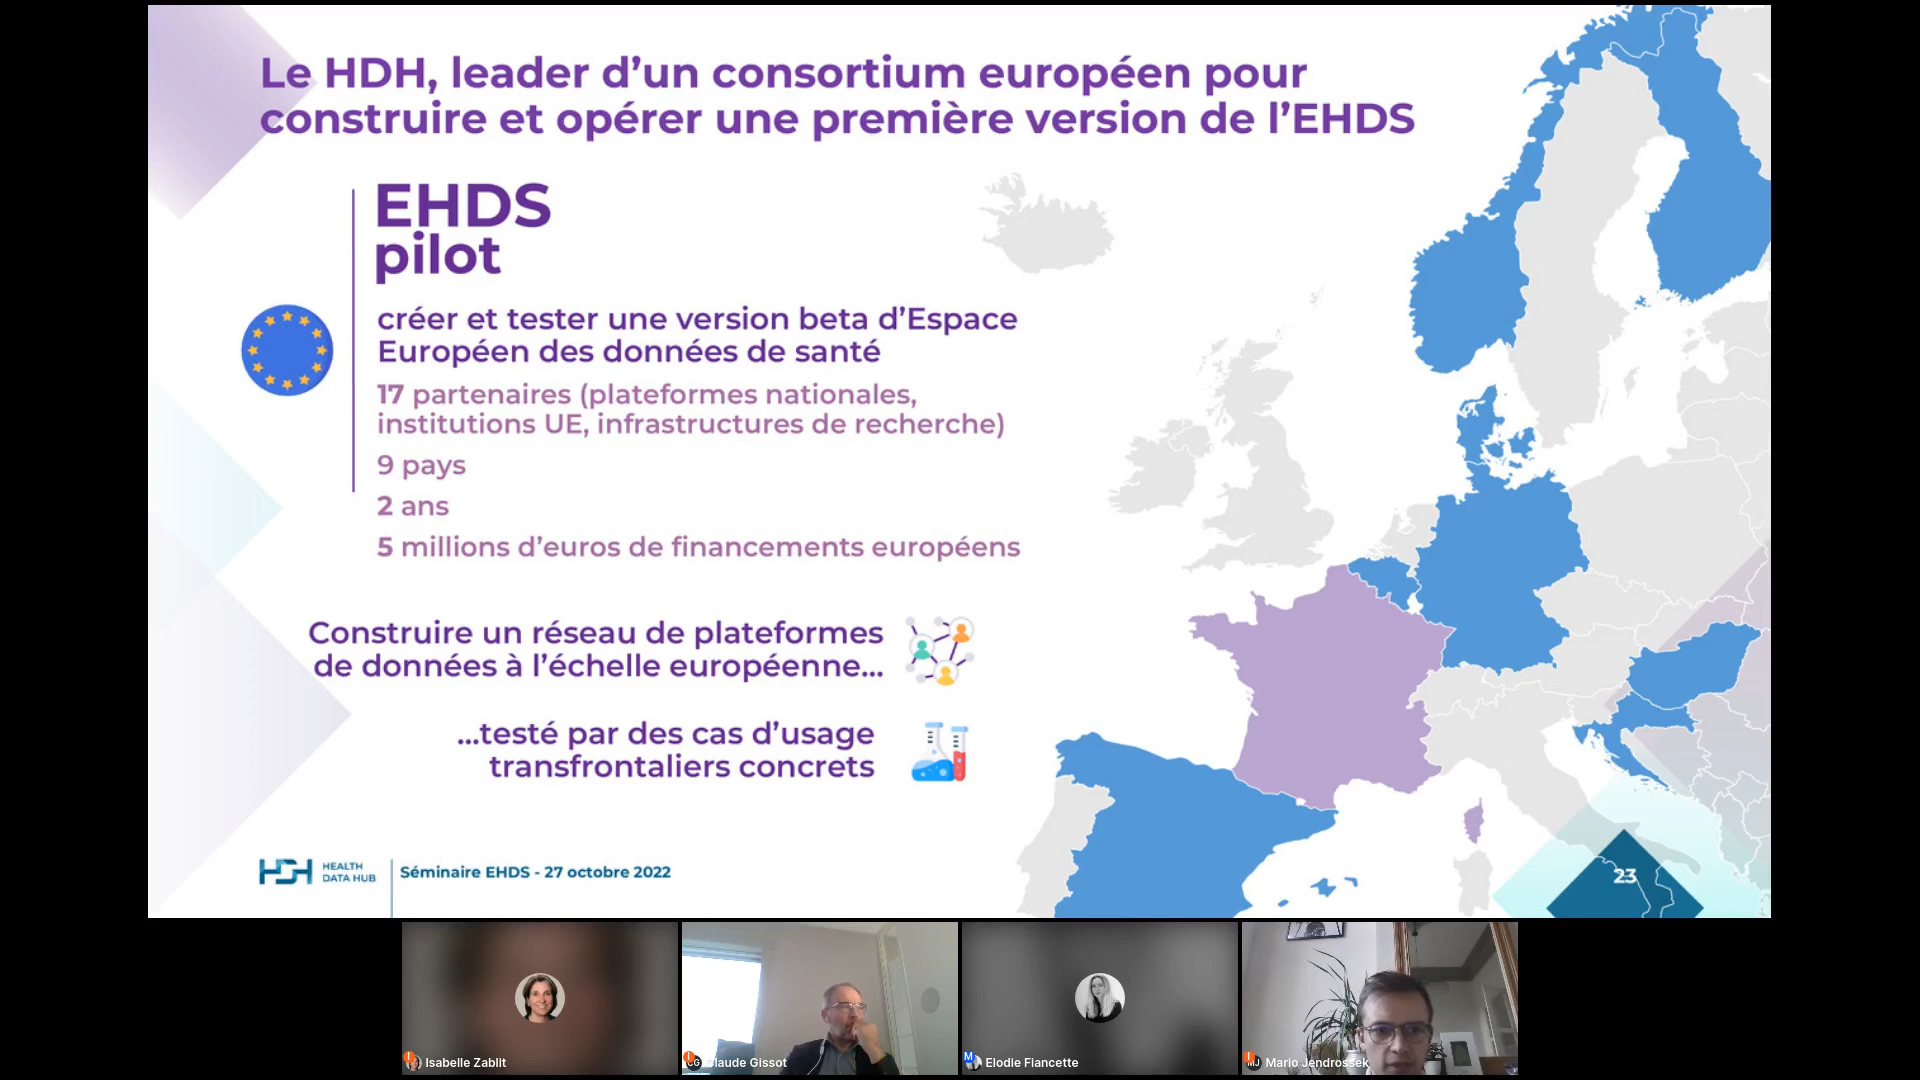 Le HDH, leader d’un consortium européen pour
construire et opérer une première version de l’EHDS
EHDS
pilot
créer et tester une version beta d’Espace
Européen des données de santé
17 partenaires (plateformes nationales,
institutions UE, infrastructures de recherche)
9 pays
2 ans
5 millions d’euros de financements européens
Construire un réseau de plateformes
de données à l’échelle européenne...
...testé par des cas d’usage
transfrontaliers concrets
HDH HEALTH
DATA HUB
Séminaire EHDS - 27 octobre 2022
23
Isabelle Zablit
Claude Gissot
Elodie Fiancette
Mario Jendrossek